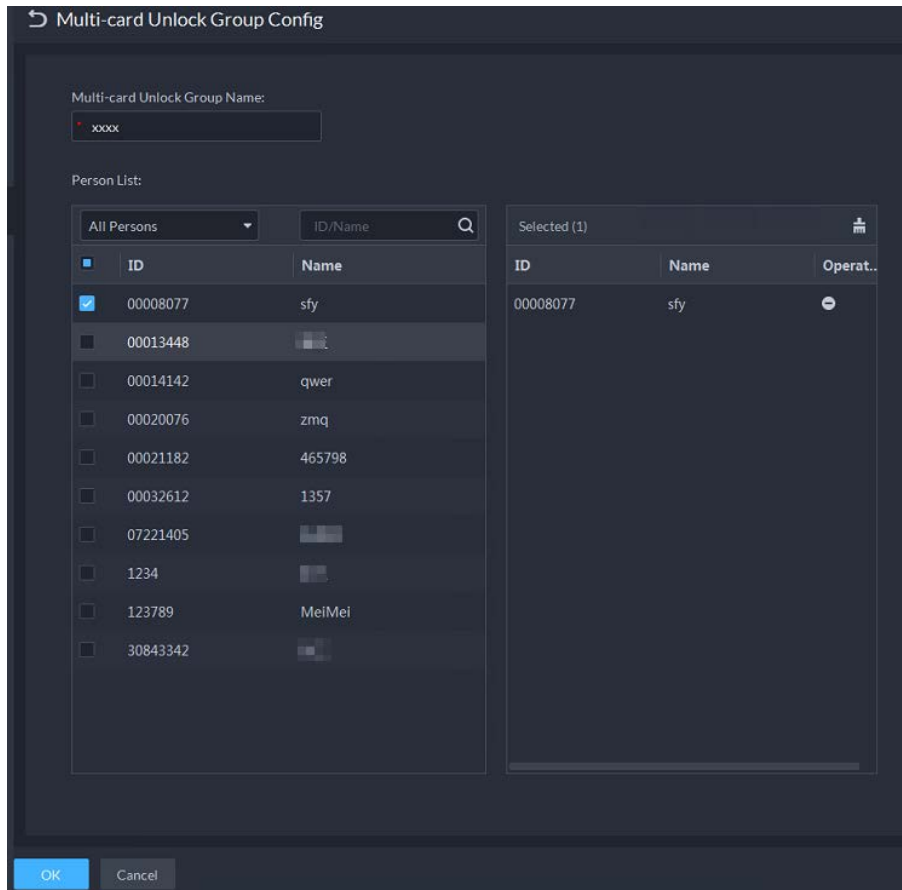 Multi-card Unlock Group Config
Multi-card Unlock Group Name:
* xxxx
Person List:
All Persons ID/Name
ID Name
00008077 sfy
00013448
00014142 qwer
00020076 zmq
00021182 465798
00032612 1357
07221405
1234
123789 MeiMei
30843342
Selected (1)
ID Name Operat..
00008077 sfy
OK Cancel